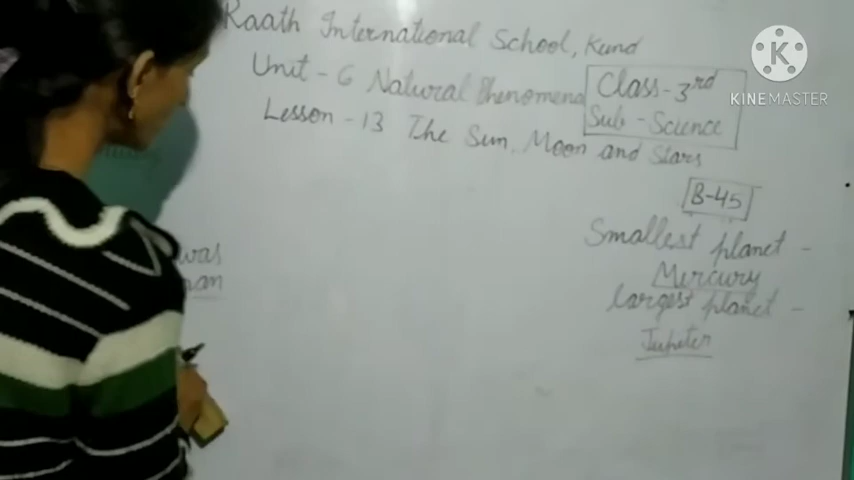 Raath International School, Kund
Unit - 6 Natural Phenomena
Class - 3rd
Sub - Science
Lesson - 13 The Sun, Moon and Stars
B-45
Smallest planet -
Mercury
largest planet -
Jupiter
was
K
KINEMASTER